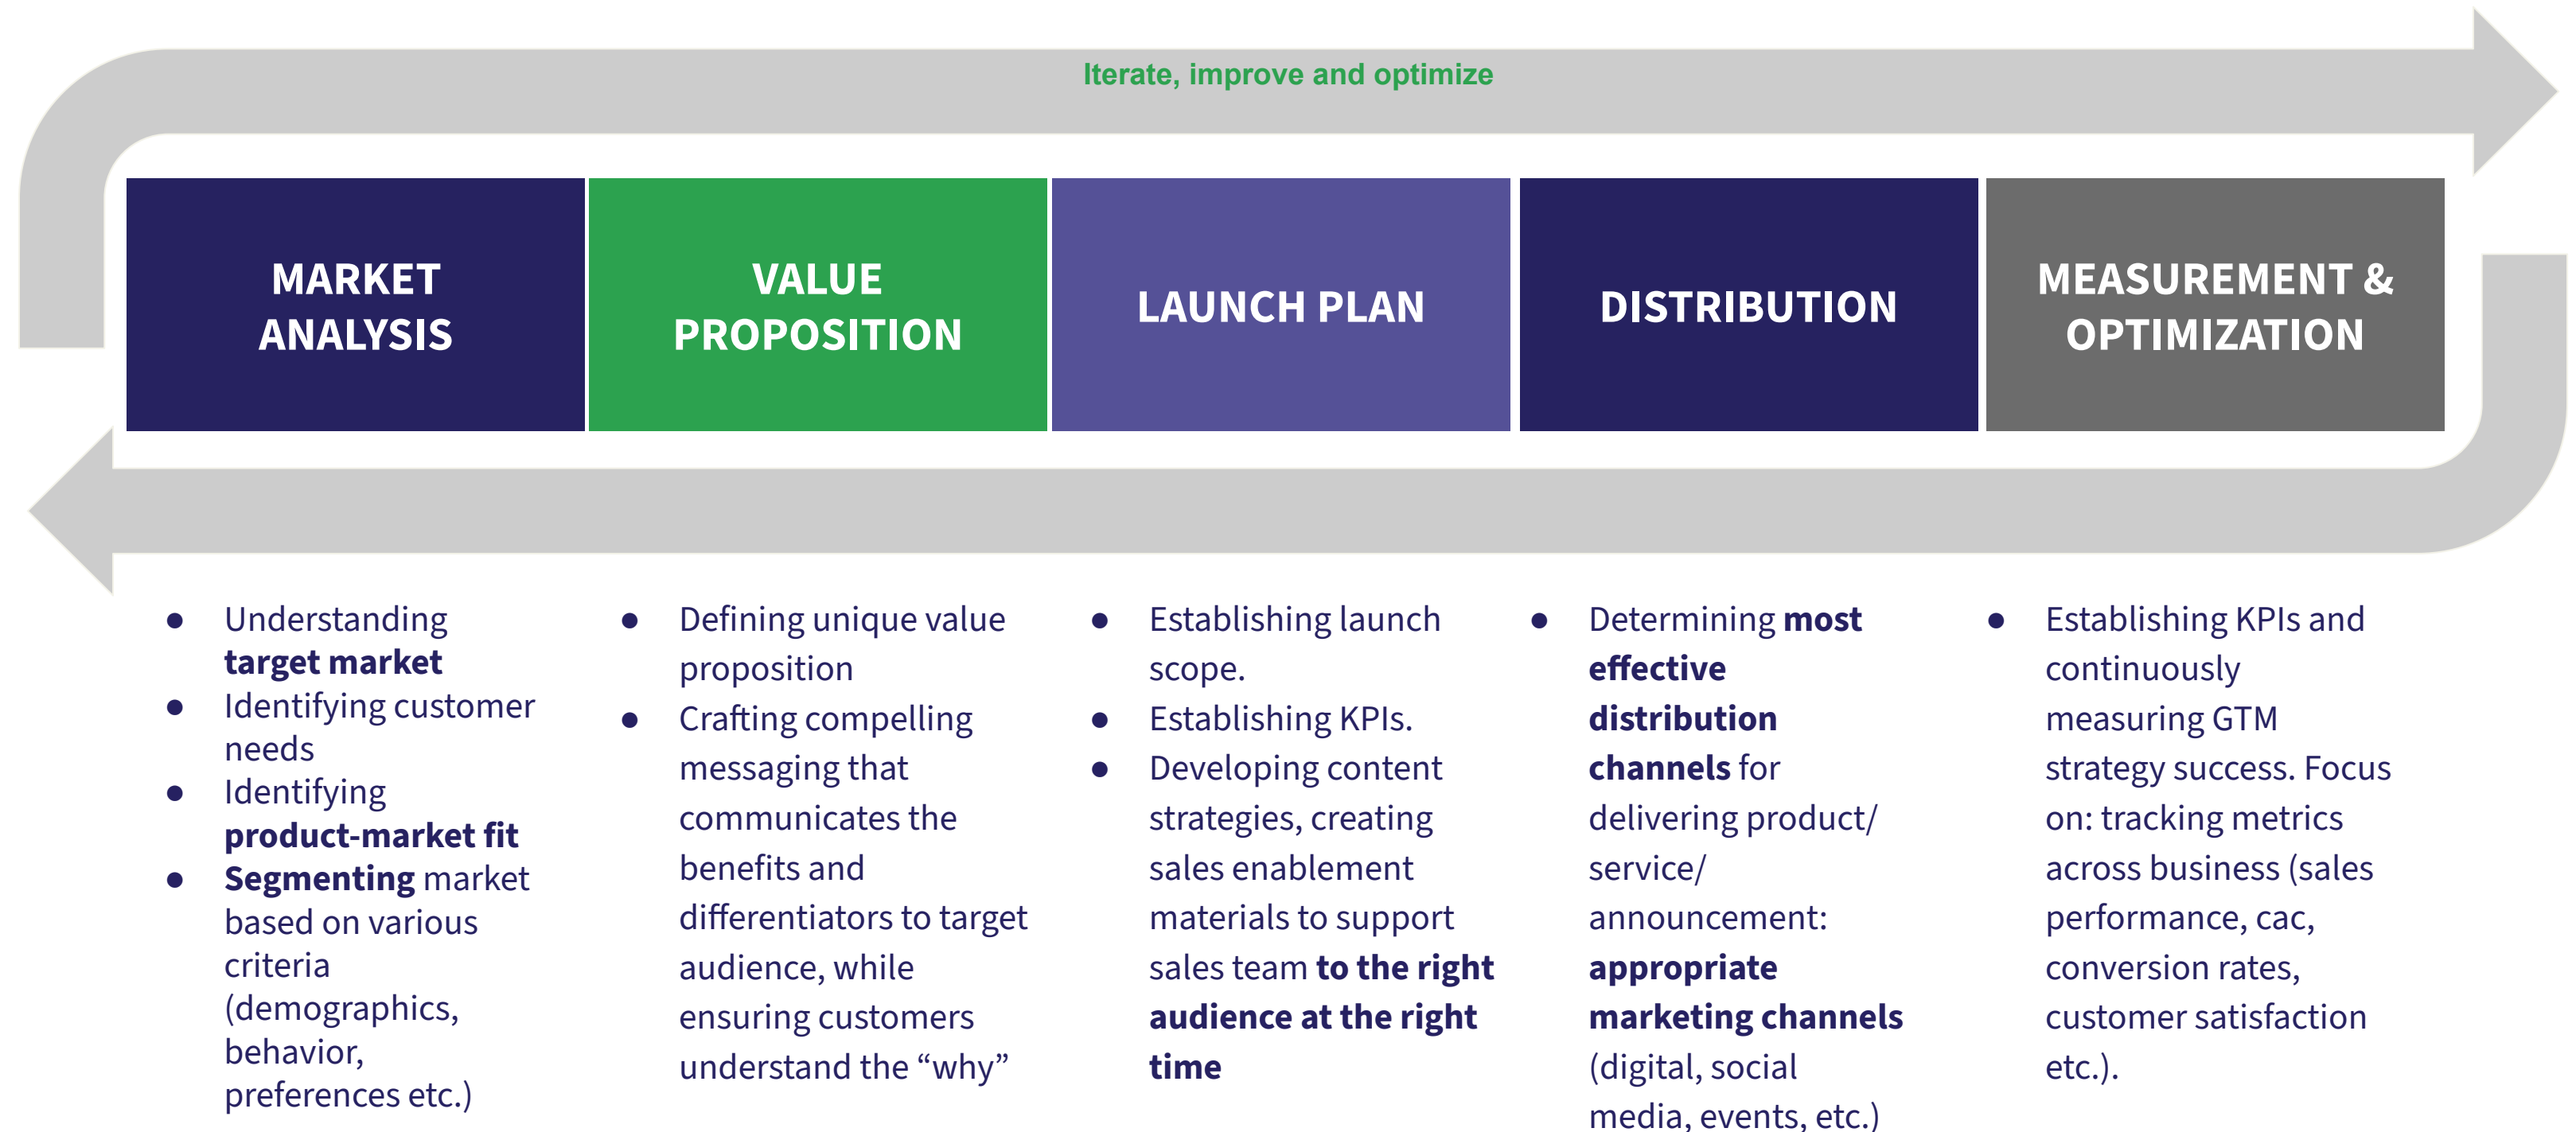 Iterate, improve and optimize
MARKET
ANALYSIS
VALUE
PROPOSITION
LAUNCH PLAN
DISTRIBUTION
MEASUREMENT &
OPTIMIZATION
● Understanding
target market
● Identifying customer
needs
● Identifying
product-market fit
● Segmenting market
based on various
criteria
(demographics,
behavior,
preferences etc.)
● Defining unique value
proposition
● Crafting compelling
messaging that
communicates the
benefits and
differentiators to target
audience, while
ensuring customers
understand the “why”
● Establishing launch
scope.
● Establishing KPIs.
● Developing content
strategies, creating
sales enablement
materials to support
sales team to the right
audience at the right
time
● Determining most
effective
distribution
channels for
delivering product/
service/
announcement:
appropriate
marketing channels
(digital, social
media, events, etc.)
● Establishing KPIs and
continuously
measuring GTM
strategy success. Focus
on: tracking metrics
across business (sales
performance, cac,
conversion rates,
customer satisfaction
etc.).